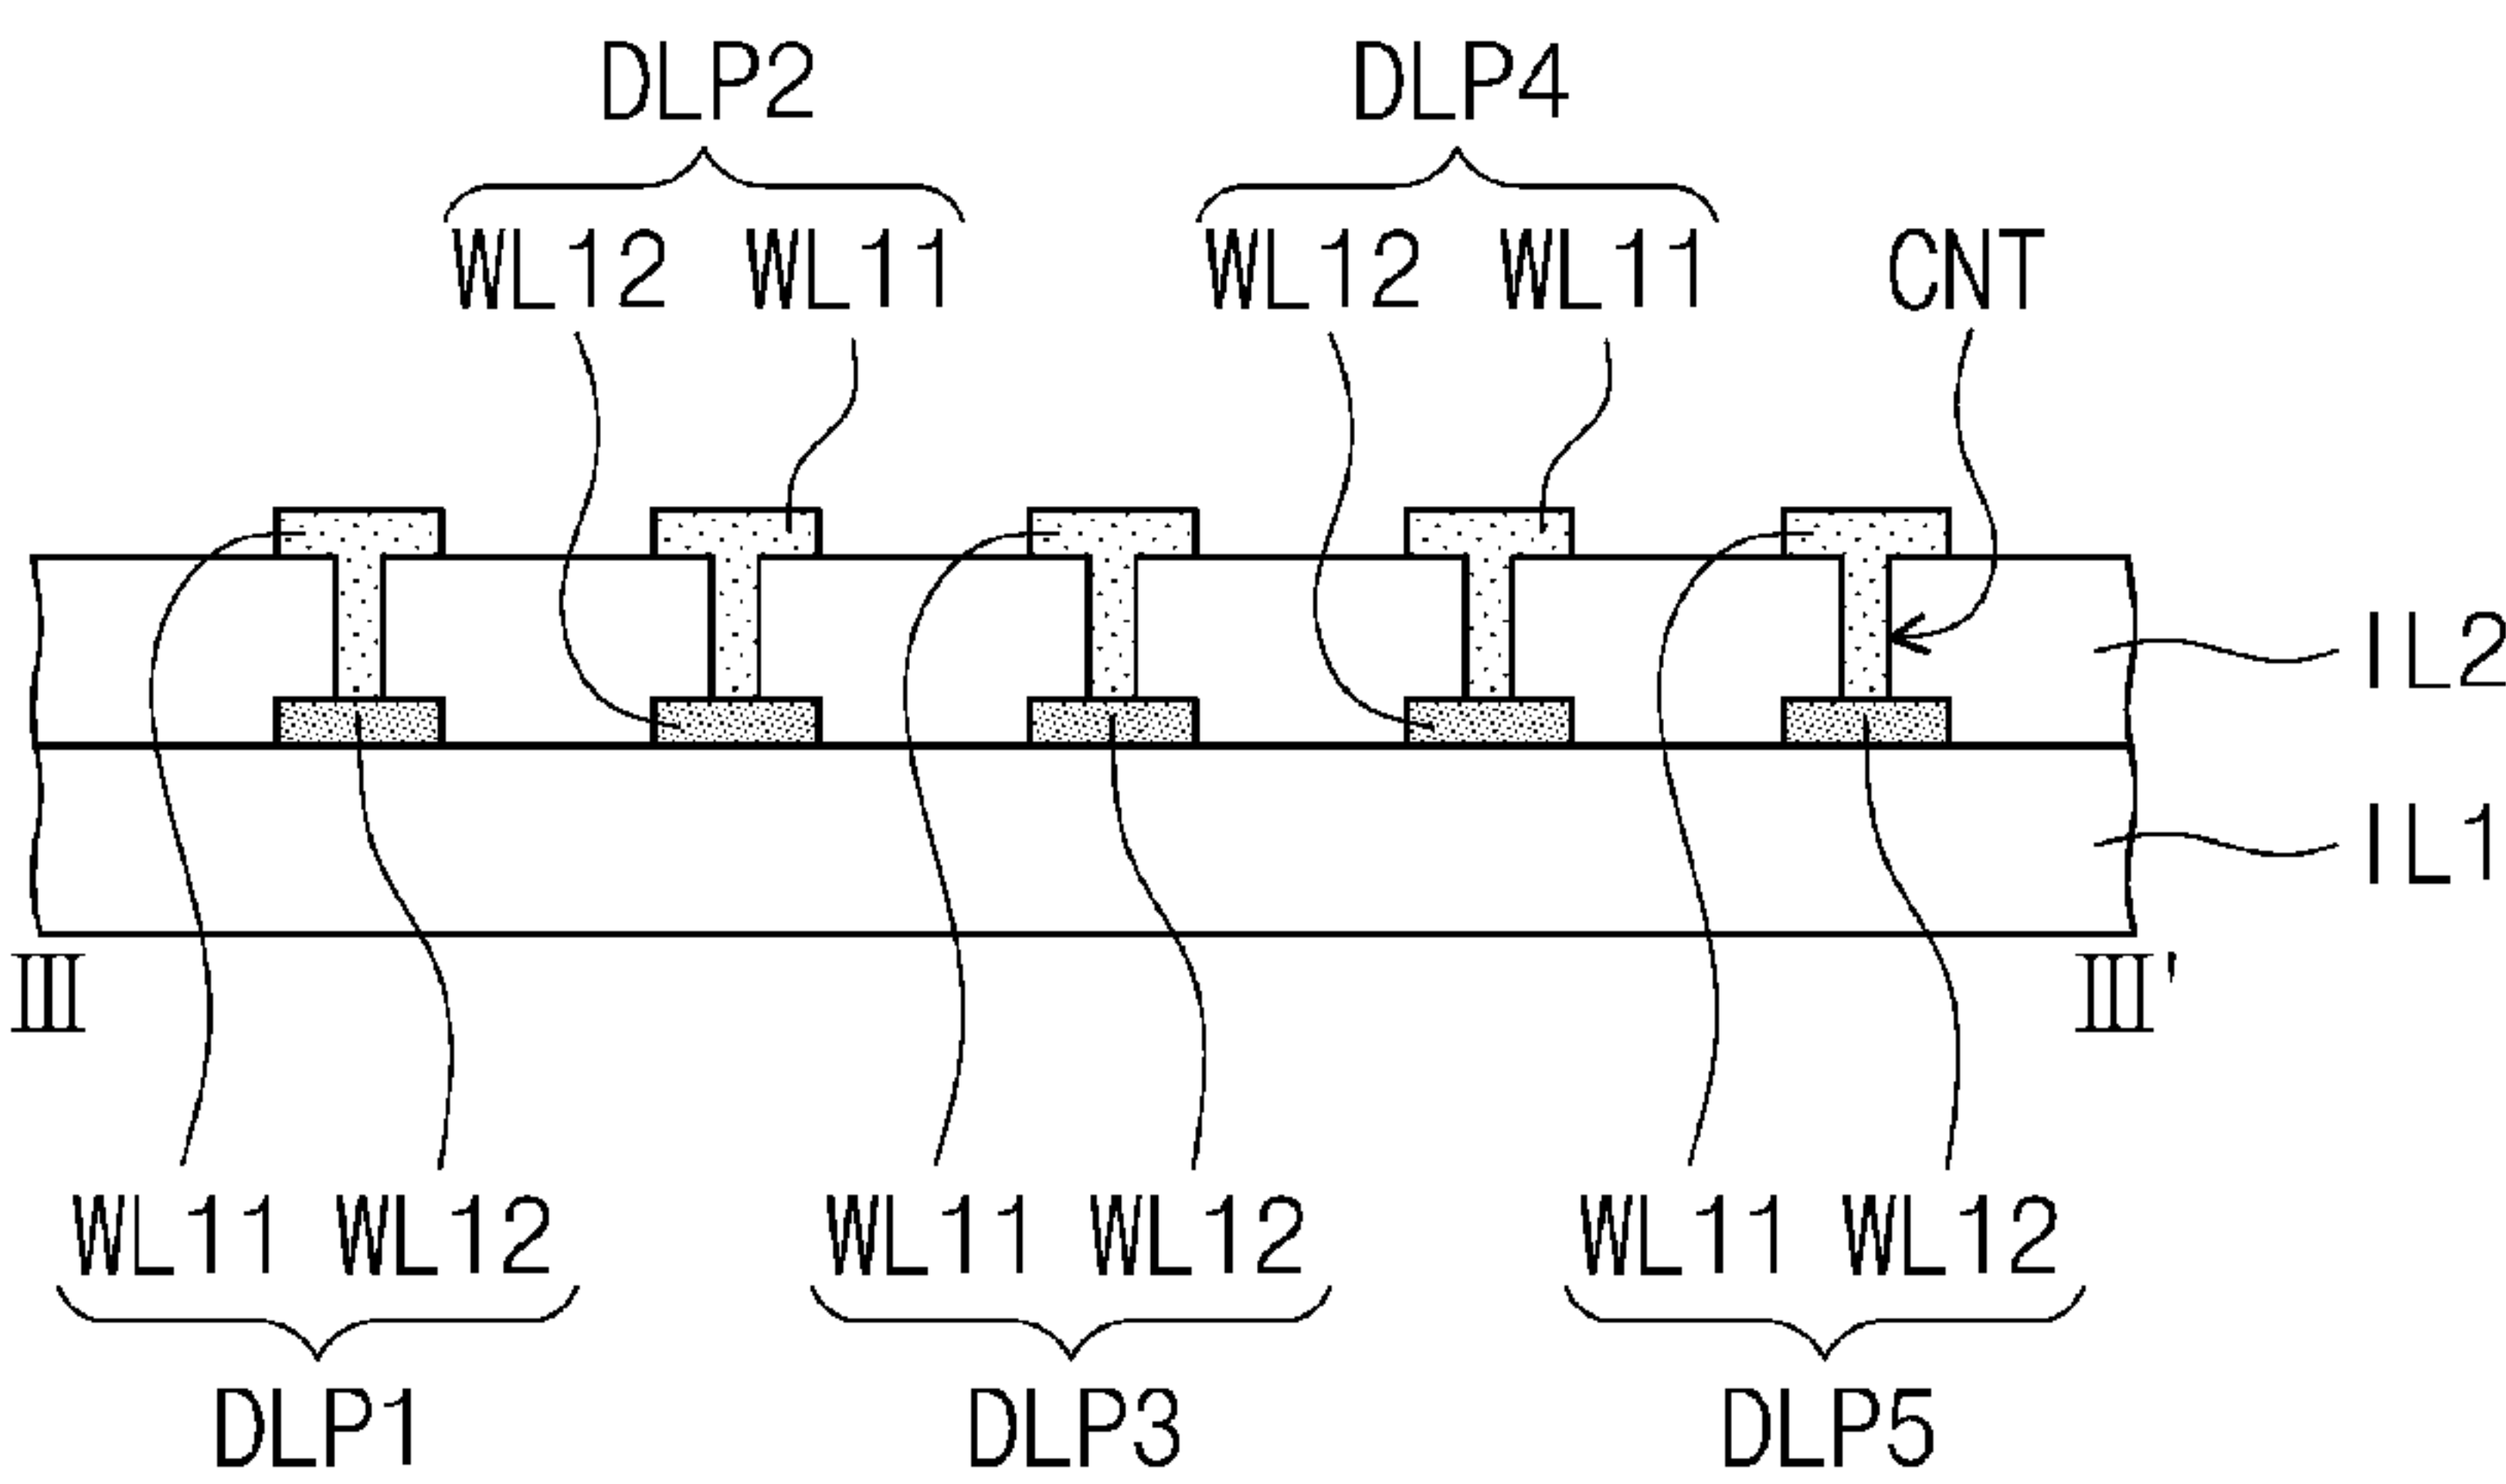 DLP2 DLP4
WL12 WL11 WL12 WL11 CNT
IL2
IL1
Ⅲ Ⅲ'
WL11 WL12 WL11 WL12 WL11 WL12
DLP1 DLP3 DLP5